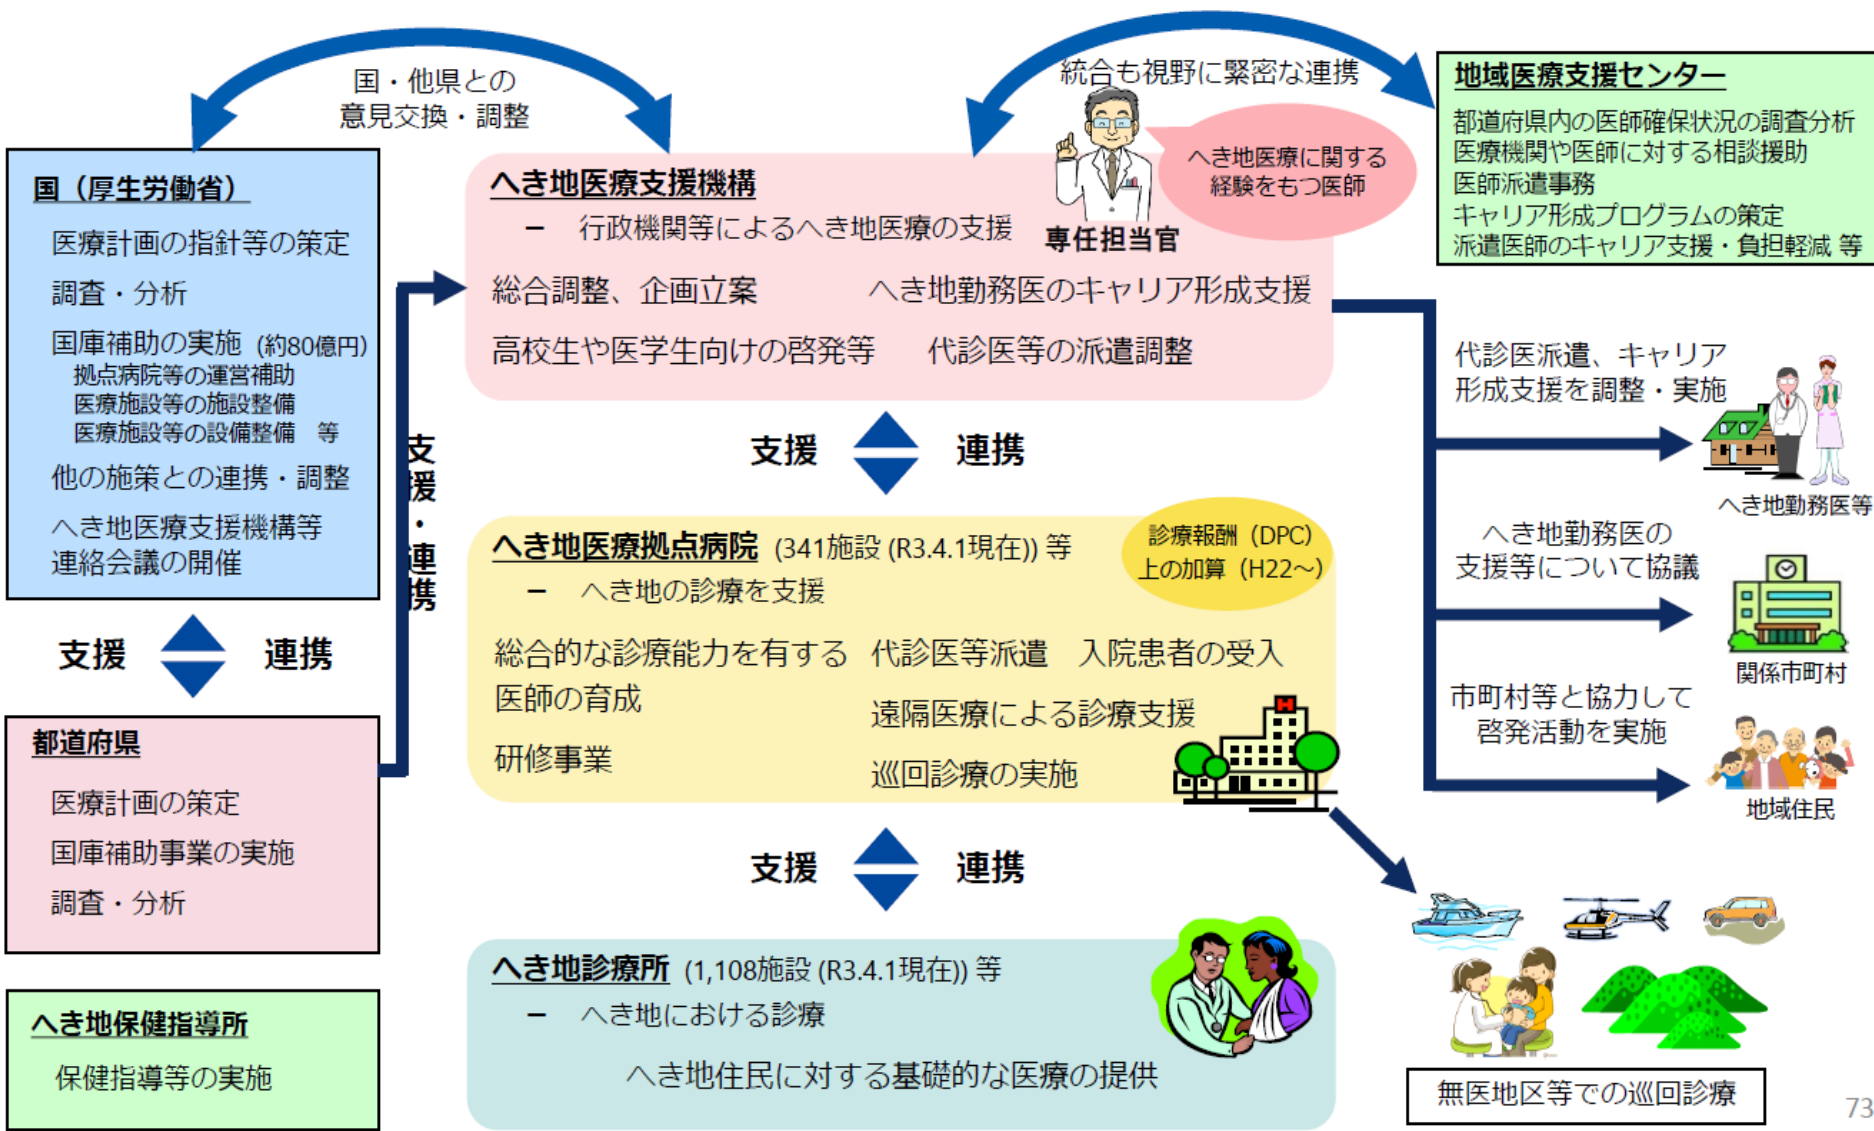 国・他県との
意見交換・調整
統合も視野に緊密な連携
国（厚生労働省）
医療計画の指針等の策定
調査・分析
国庫補助の実施 (約80億円)
拠点病院等の運営補助
医療施設等の施設整備
医療施設等の設備整備　等
他の施策との連携・調整
へき地医療支援機構等
連絡会議の開催
支援　連携
都道府県
医療計画の策定
国庫補助事業の実施
調査・分析
へき地保健指導所
保健指導等の実施
支援・連携
へき地医療支援機構
－　行政機関等によるへき地医療の支援
専任担当官
へき地医療に関する
経験をもつ医師
総合調整、企画立案　へき地勤務医のキャリア形成支援
高校生や医学生向けの啓発等　代診医等の派遣調整
支援　連携
へき地医療拠点病院 (341施設 (R3.4.1現在)) 等
－　へき地の診療を支援
診療報酬（DPC）
上の加算（H22～）
総合的な診療能力を有する
医師の育成
研修事業
代診医等派遣　入院患者の受入
遠隔医療による診療支援
巡回診療の実施
支援　連携
へき地診療所 (1,108施設 (R3.4.1現在)) 等
－　へき地における診療
へき地住民に対する基礎的な医療の提供
地域医療支援センター
都道府県内の医師確保状況の調査分析
医療機関や医師に対する相談援助
医師派遣事務
キャリア形成プログラムの策定
派遣医師のキャリア支援・負担軽減 等
代診医派遣、キャリア
形成支援を調整・実施
へき地勤務医等
へき地勤務医の
支援等について協議
関係市町村
市町村等と協力して
啓発活動を実施
地域住民
H
無医地区等での巡回診療
73